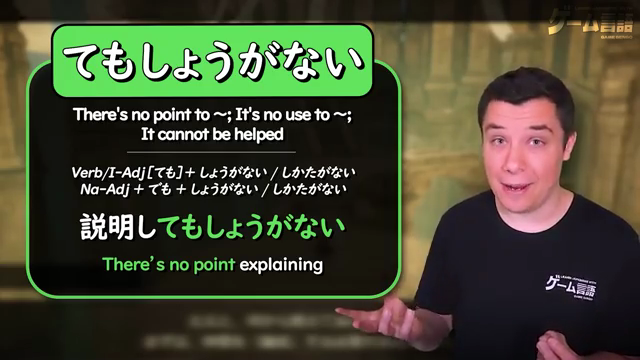 てもしょうがない
There's no point to ~; It's no use to ~;
It cannot be helped
Verb/I-Adj[ても]+ しょうがない / しかたがない
Na-Adj + でも + しょうがない / しかたがない
説明してもしょうがない
There's no point explaining
ゲーム言語
ゲーム言語